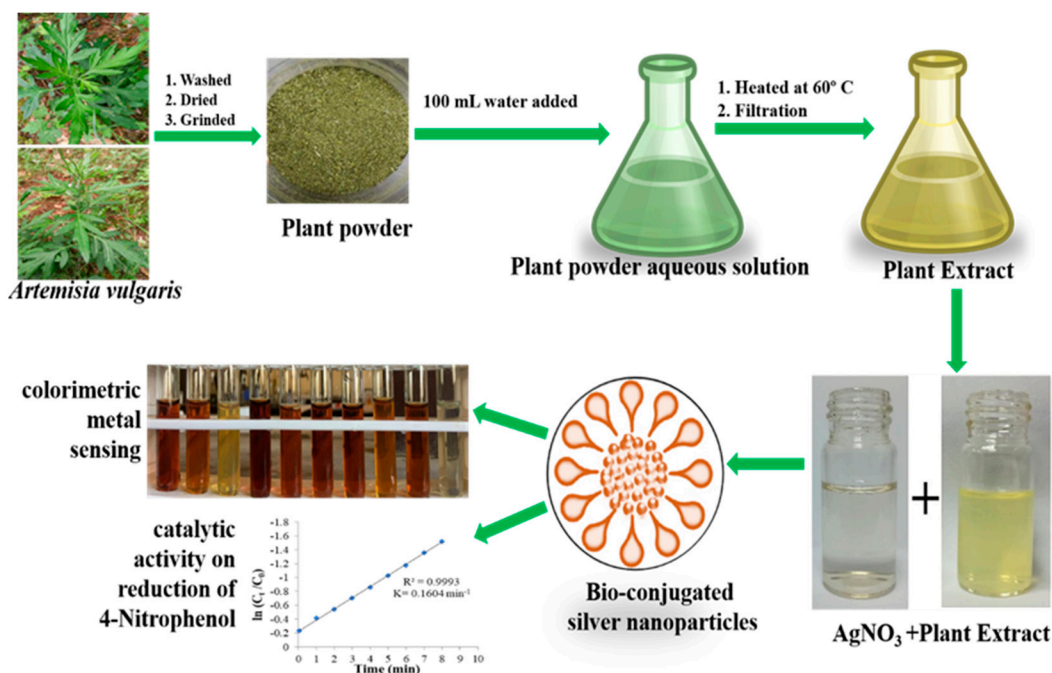 1. Washed
2. Dried
3. Grinded
100 mL water added
1. Heated at 60º C
2. Filtration
Artemisia vulgaris
Plant powder
Plant powder aqueous solution
Plant Extract
colorimetric
metal
sensing
+
catalytic
activity on
reduction of
4-Nitrophenol
ln (Cₜ /C₀)
-1.8
-1.6
-1.4
-1.2
-1
-0.8
-0.6
-0.4
-0.2
R² = 0.9993
K= 0.1604 min⁻¹
0 1 2 3 4 5 6 7 8 9 10
Time (min)
Bio-conjugated
silver nanoparticles
AgNO₃ +Plant Extract